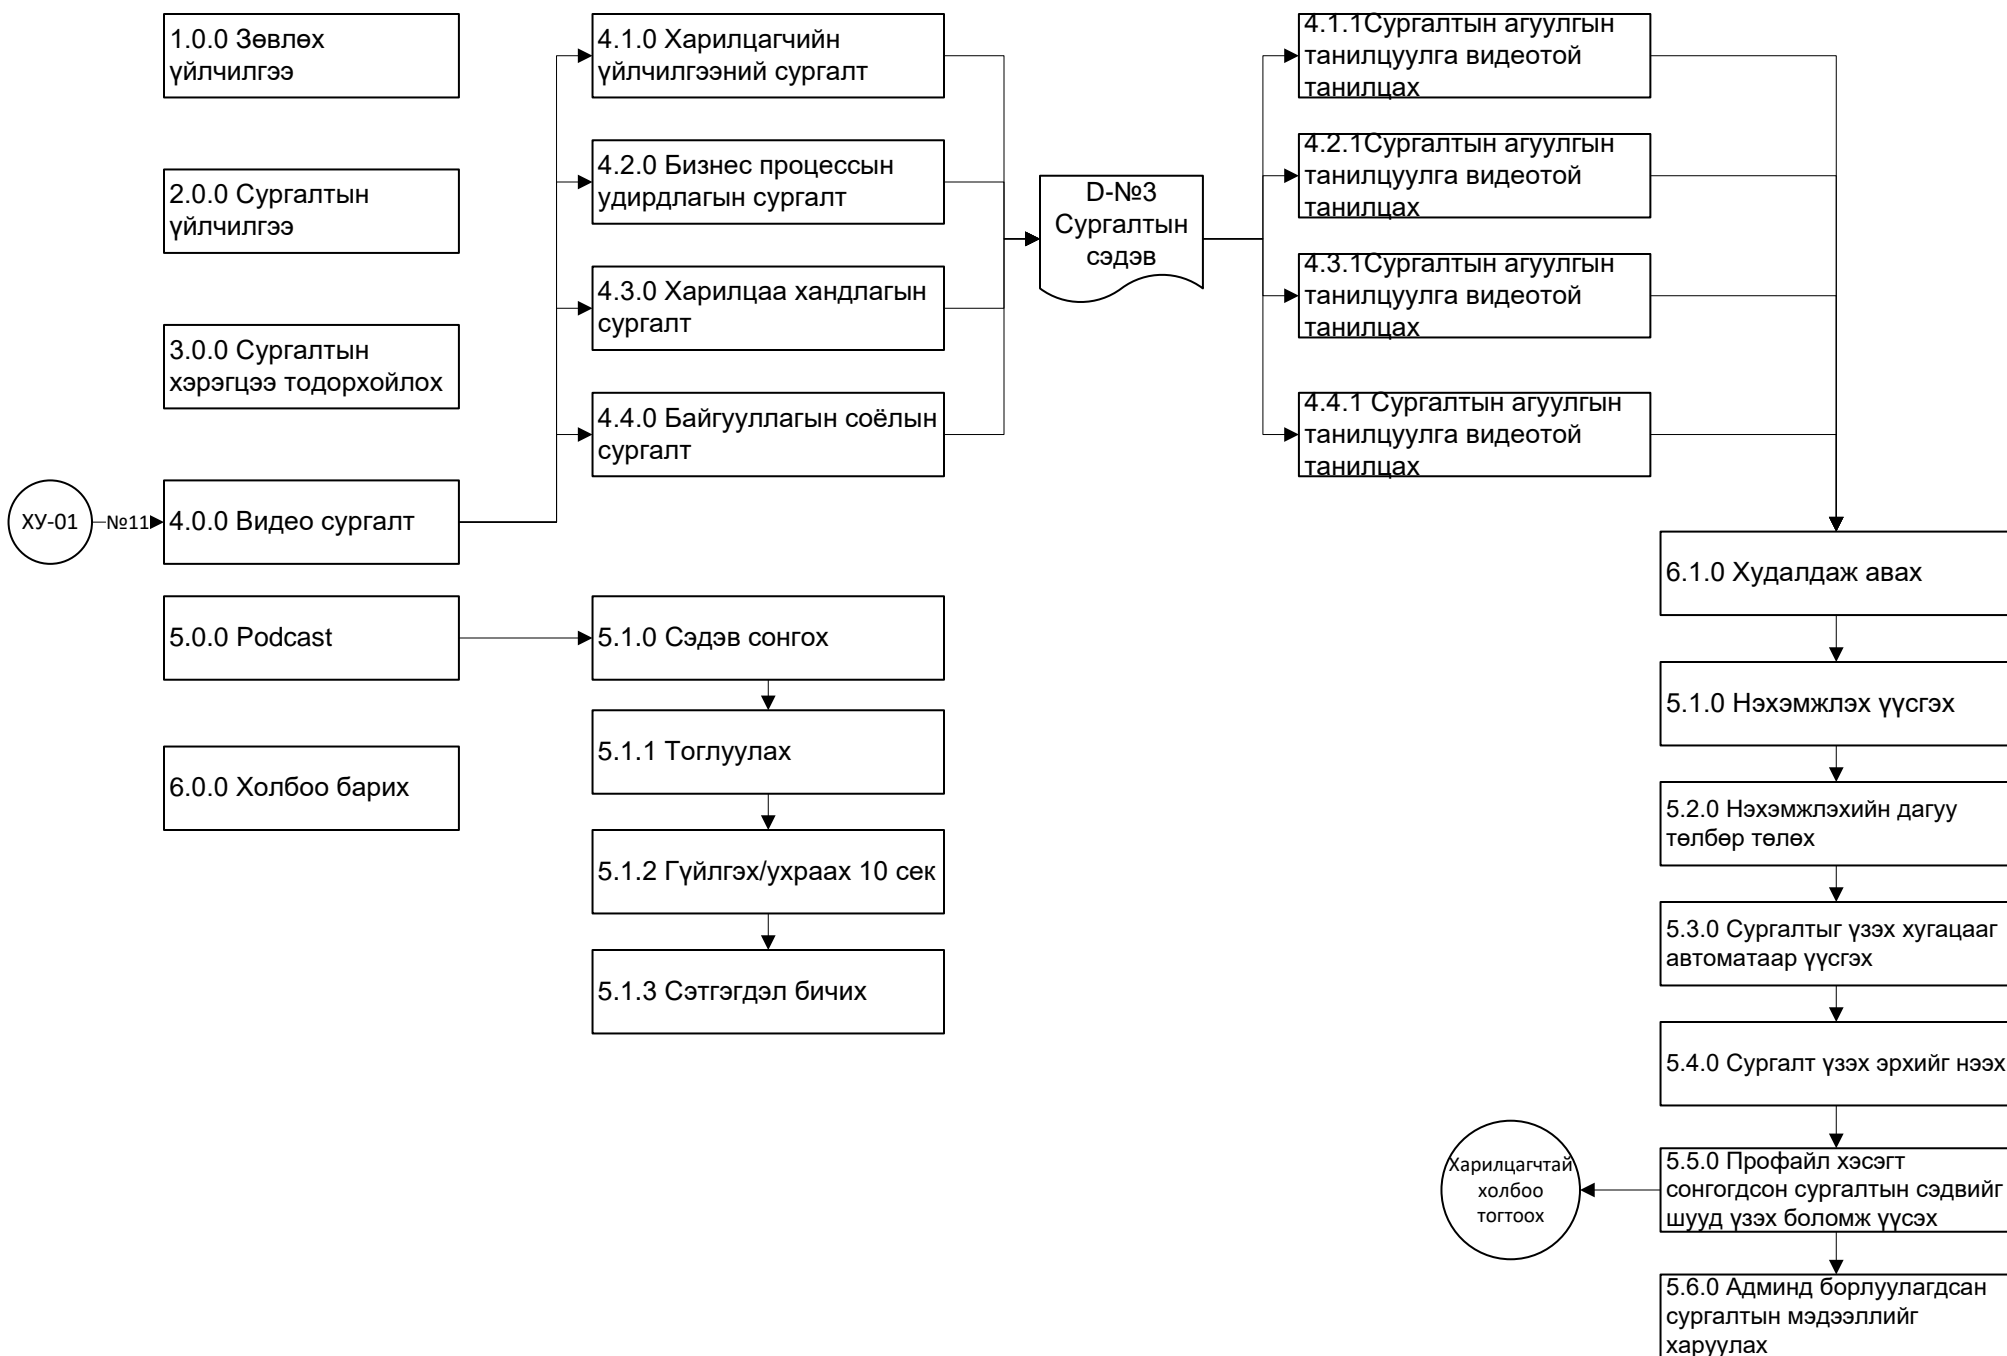 1.0.0 Зөвлөх
үйлчилгээ
2.0.0 Сургалтын
үйлчилгээ
3.0.0 Сургалтын
хэрэгцээ тодорхойлох
ХУ-01
№11
4.0.0 Видео сургалт
5.0.0 Podcast
6.0.0 Холбоо барих
4.1.0 Харилцагчийн
үйлчилгээний сургалт
4.2.0 Бизнес процессын
удирдлагын сургалт
4.3.0 Харилцаа хандлагын
сургалт
4.4.0 Байгууллагын соёлын
сургалт
5.1.0 Сэдэв сонгох
5.1.1 Тоглуулах
5.1.2 Гүйлгэх/ухраах 10 сек
5.1.3 Сэтгэгдэл бичих
D-№3
Сургалтын
сэдэв
4.1.1Сургалтын агуулгын
танилцуулга видеотой
танилцах
4.2.1Сургалтын агуулгын
танилцуулга видеотой
танилцах
4.3.1Сургалтын агуулгын
танилцуулга видеотой
танилцах
4.4.1 Сургалтын агуулгын
танилцуулга видеотой
танилцах
6.1.0 Худалдаж авах
5.1.0 Нэхэмжлэх үүсгэх
5.2.0 Нэхэмжлэхийн дагуу
төлбөр төлөх
5.3.0 Сургалтыг үзэх хугацааг
автоматаар үүсгэх
5.4.0 Сургалт үзэх эрхийг нээх
5.5.0 Профайл хэсэгт
сонгогдсон сургалтын сэдвийг
шууд үзэх боломж үүсэх
Харилцагчтай
холбоо
тогтоох
5.6.0 Админд борлуулагдсан
сургалтын мэдээллийг
харуулах